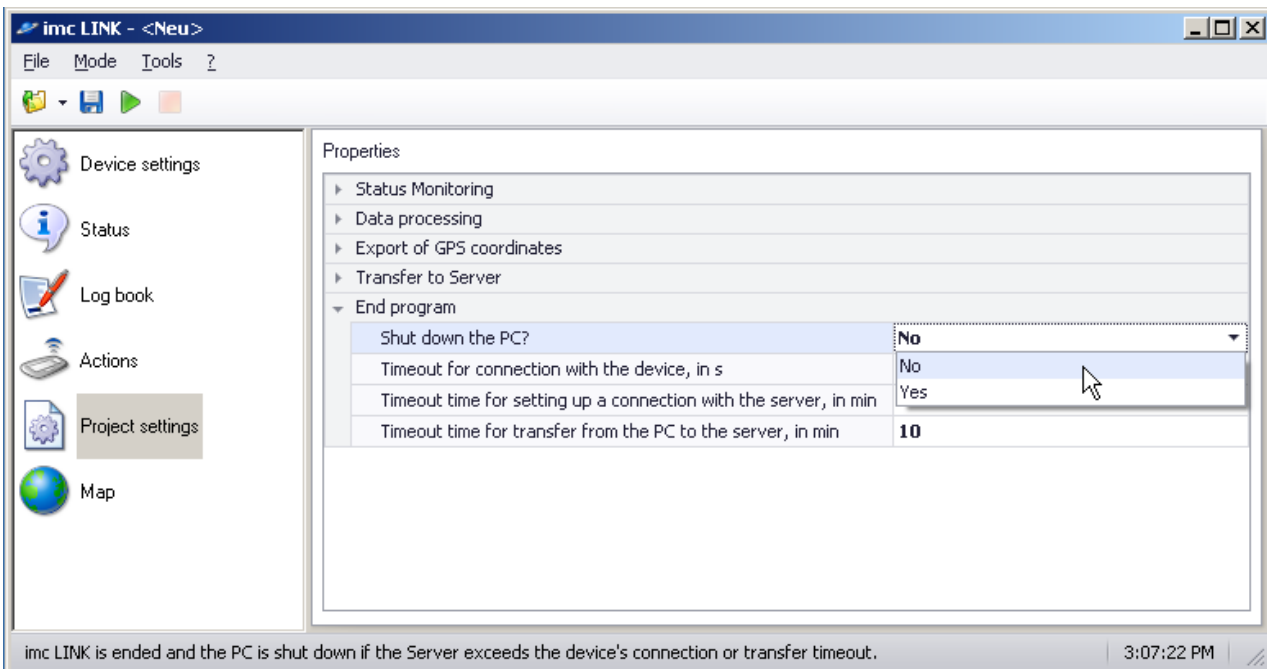 imc LINK - <Neu>
File Mode Tools ?
Device settings
Status
Log book
Actions
Project settings
Map
Properties
Status Monitoring
Data processing
Export of GPS coordinates
Transfer to Server
End program
Shut down the PC? No
No
Yes
Timeout for connection with the device, in s
Timeout time for setting up a connection with the server, in min
Timeout time for transfer from the PC to the server, in min 10
imc LINK is ended and the PC is shut down if the Server exceeds the device's connection or transfer timeout. 3:07:22 PM